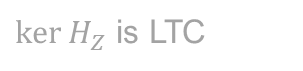 ker H_Z is LTC